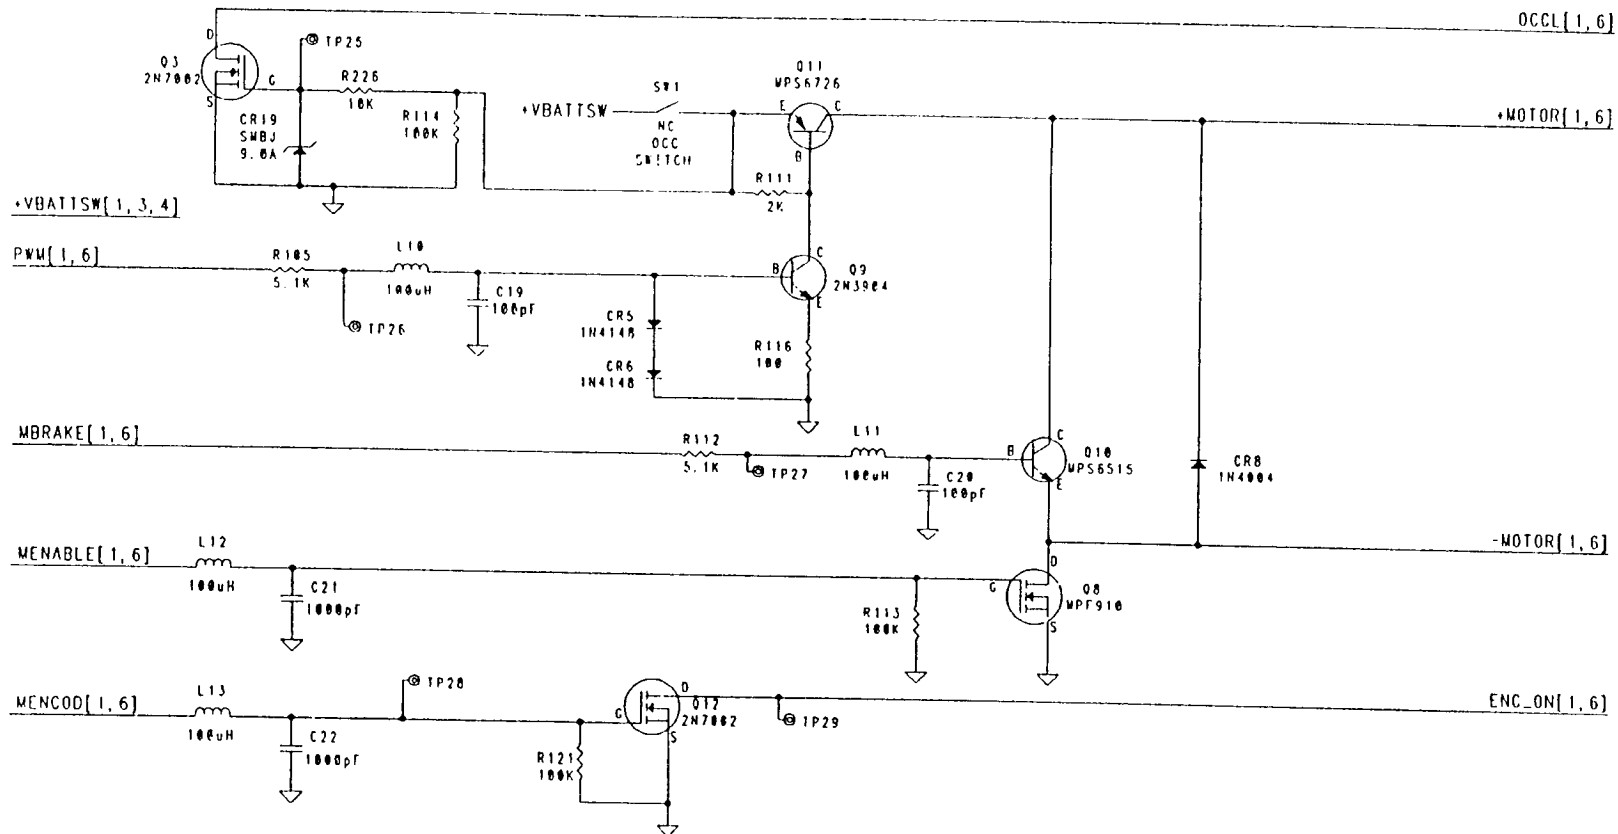 OCCL[1,6]
D
Q3
2N7002
G
S
TP25
R226
10K
CR19
SMBJ
9.0A
R114
100K
SW1
+VBATTSW
NC
OCC
SWITCH
Q11
MPS6726
E
C
B
+MOTOR[1,6]
R111
2K
+VBATTSW[1,3,4]
PWM[1,6]
R105
5.1K
L10
100uH
TP26
C19
100pF
CR5
1N4148
CR6
1N4148
B
C
E
Q9
2N3904
R116
100
MBRAKE[1,6]
R112
5.1K
TP27
L11
100uH
C20
100pF
B
C
E
Q10
MPS6515
CR8
1N4004
-MOTOR[1,6]
MENABLE[1,6]
L12
100uH
C21
1000pF
R113
100K
G
D
S
Q8
MPF910
MENCOD[1,6]
L13
100uH
C22
1000pF
TP28
R121
100K
G
D
S
Q12
2N7002
TP29
ENC_ON[1,6]